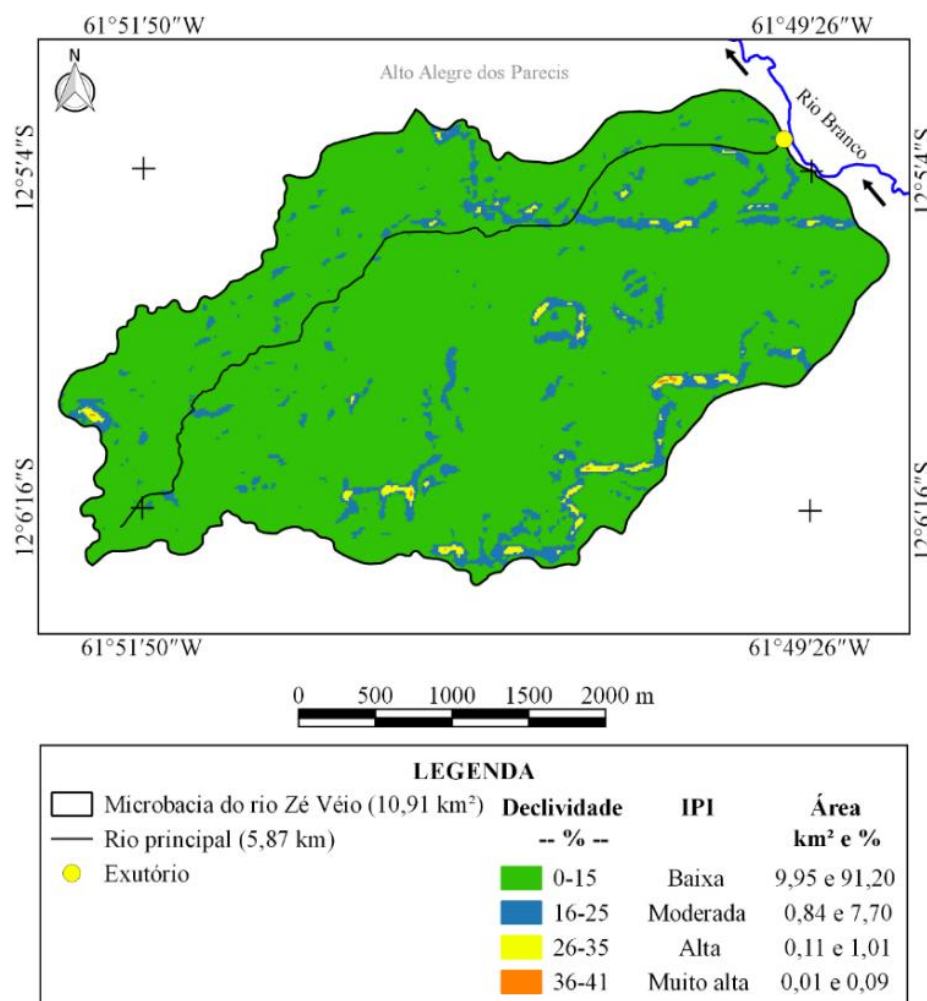 61°51'50"W 61°49'26"W
N
Alto Alegre dos Parecis
Rio Branco
12°5'4"S 12°5'4"S
12°6'16"S 12°6'16"S
61°51'50"W 61°49'26"W
0 500 1000 1500 2000 m
LEGENDA
Microbacia do rio Zé Véio (10,91 km²) Declividade IPI Área
-- % -- km² e %
Rio principal (5,87 km)
Exutório
0-15 Baixa 9,95 e 91,20
16-25 Moderada 0,84 e 7,70
26-35 Alta 0,11 e 1,01
36-41 Muito alta 0,01 e 0,09